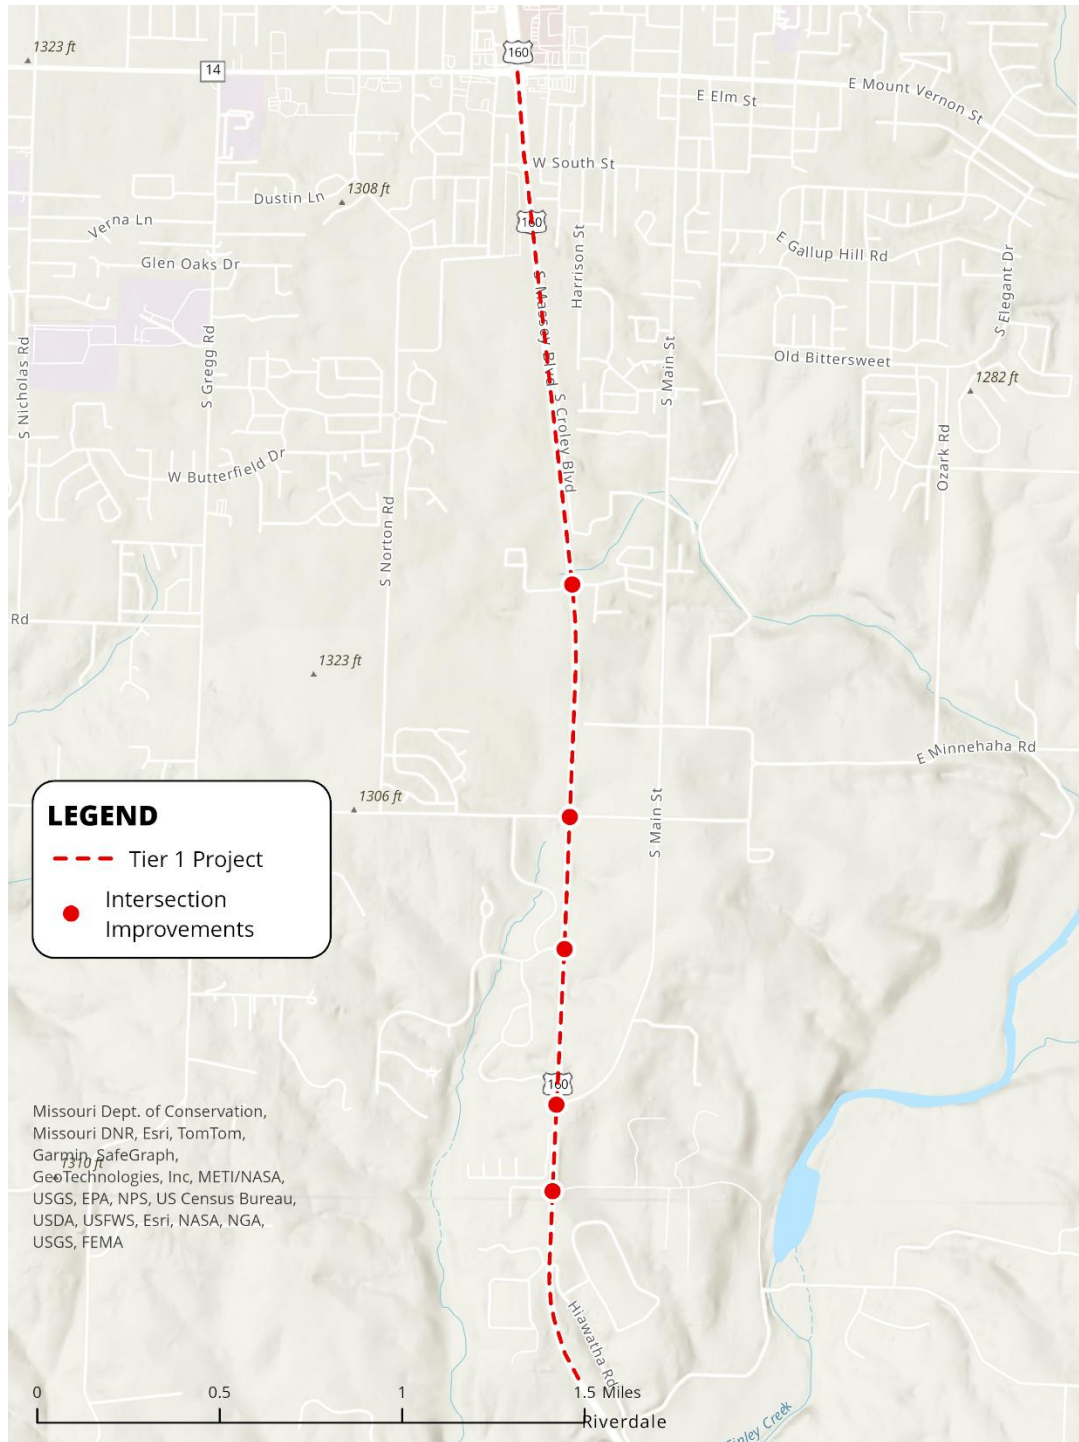 1323 ft
160
14
E Elm St
E Mount Vernon St
W South St
1308 ft
Dustin Ln
Verna Ln
160
Harrison St
E Gallup Hill Rd
S Elegant Dr
Glen Oaks Dr
S Massey Blvd
S Nicholas Rd
S Gregg Rd
S Main St
Old Bittersweet
1282 ft
S Croley Blvd
Ozark Rd
W Butterfield Dr
S Norton Rd
Rd
1323 ft
E Minnehaha Rd
1306 ft
S Main St
LEGEND
Tier 1 Project
Intersection
Improvements
160
Missouri Dept. of Conservation,
Missouri DNR, Esri, TomTom,
Garmin, SafeGraph,
1310 ft
GeoTechnologies, Inc, METI/NASA,
USGS, EPA, NPS, US Census Bureau,
USDA, USFWS, Esri, NASA, NGA,
USGS, FEMA
Hiawatha Rd
0 0.5 1 1.5 Miles
Riverdale
Finley Creek